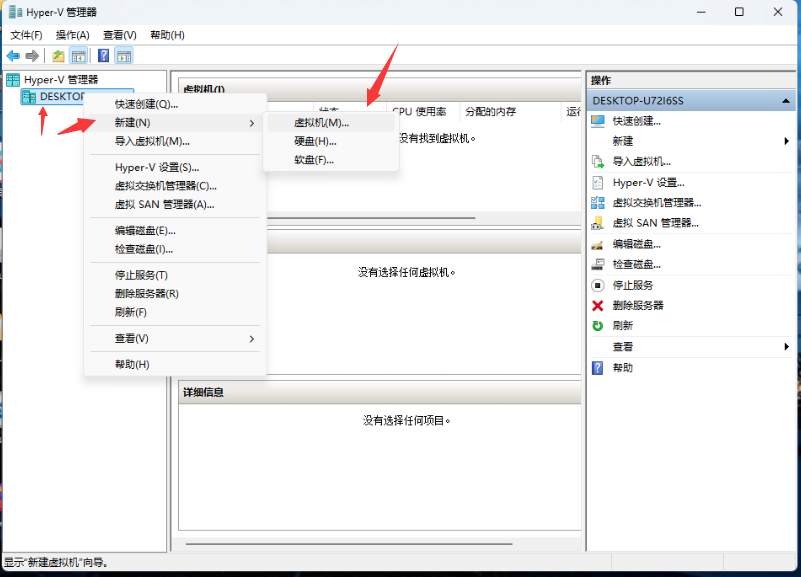 Hyper-V 管理器
文件(F) 操作(A) 查看(V) 帮助(H)
Hyper-V 管理器
快速创建(Q)...
新建(N)
导入虚拟机(M)...
Hyper-V 设置(S)...
虚拟交换机管理器(C)...
虚拟 SAN 管理器(A)...
编辑磁盘(E)...
检查磁盘(I)...
停止服务(T)
删除服务器(R)
刷新(F)
查看(V)
帮助(H)
虚拟机(I)
状态 CPU 使用率 分配的内存
虚拟机(M)...
硬盘(H)...
软盘(F)...
没有找到虚拟机。
没有选择任何虚拟机。
详细信息
没有选择任何项目。
操作
DESKTOP-U72I6SS
快速创建...
新建
导入虚拟机...
Hyper-V 设置...
虚拟交换机管理器...
虚拟 SAN 管理器...
编辑磁盘...
检查磁盘...
停止服务
删除服务器
刷新
查看
帮助
显示"新建虚拟机"向导。